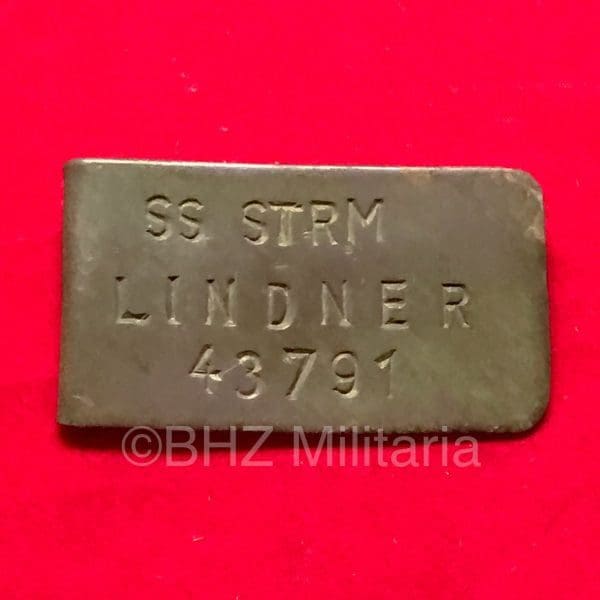 SS STRM
LINDNER
43791
©BHZ Militaria